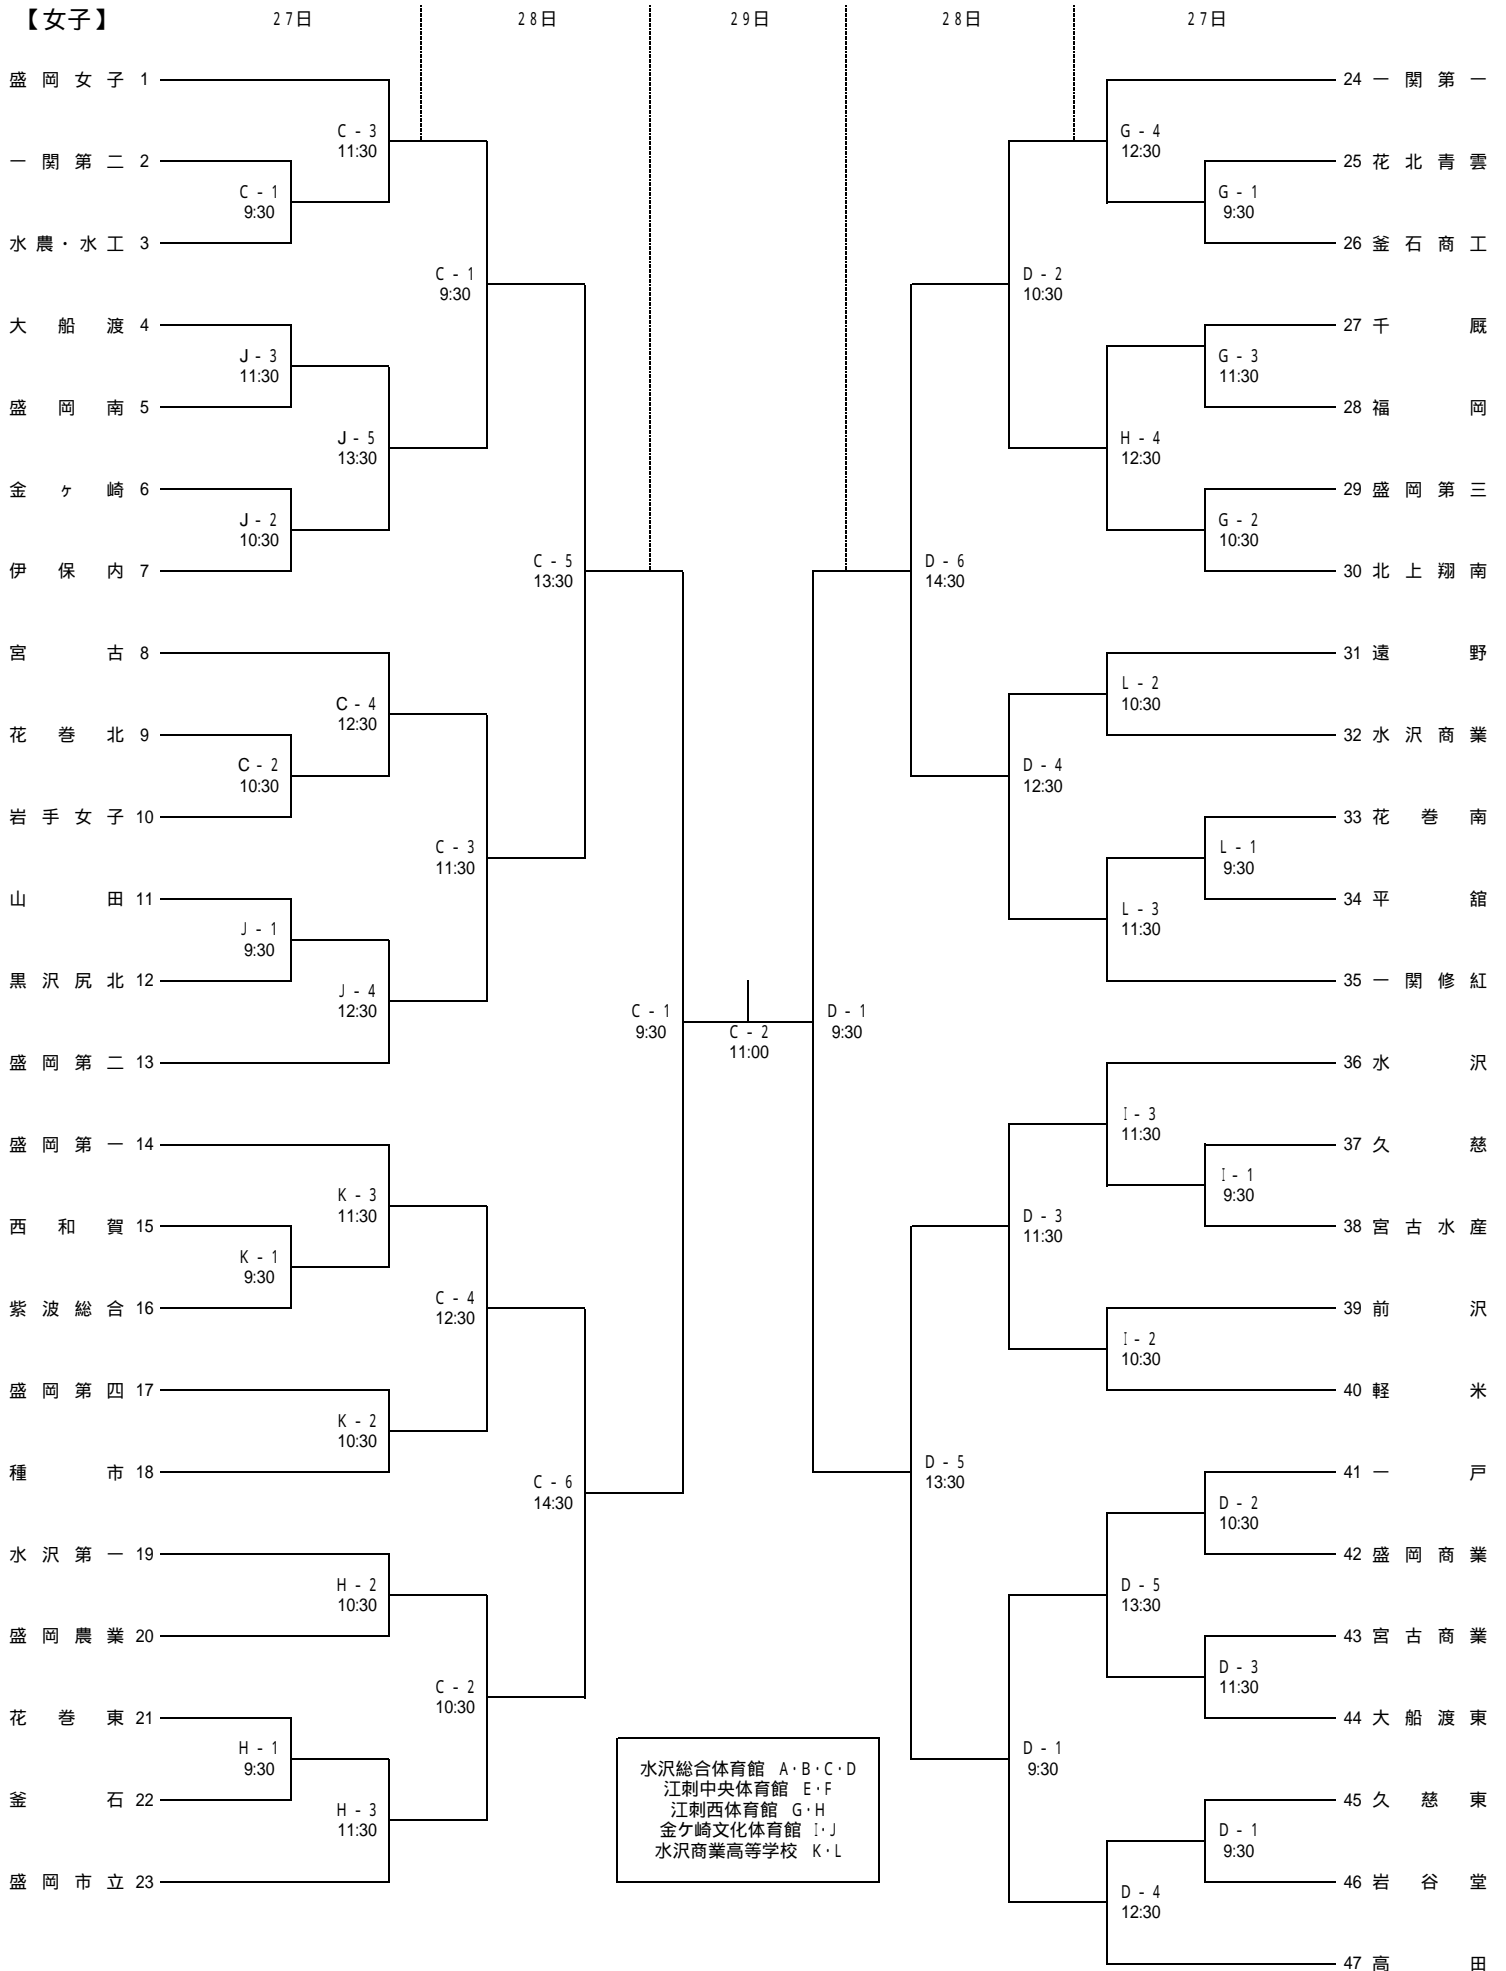 【女子】
27日
28日
29日
28日
27日
盛岡女子 1
C - 3
11:30
一関第二 2
C - 1
9:30
水農・水工 3
C - 1
9:30
大船渡 4
J - 3
11:30
盛岡南 5
J - 5
13:30
金ヶ崎 6
J - 2
10:30
伊保内 7
C - 5
13:30
宮古 8
C - 4
12:30
花巻北 9
C - 2
10:30
岩手女子 10
C - 3
11:30
山田 11
J - 1
9:30
黒沢尻北 12
J - 4
12:30
盛岡第二 13
C - 1
9:30
盛岡第一 14
K - 3
11:30
西和賀 15
K - 1
9:30
紫波総合 16
C - 4
12:30
盛岡第四 17
K - 2
10:30
種市 18
C - 6
14:30
水沢第一 19
H - 2
10:30
盛岡農業 20
C - 2
10:30
花巻東 21
H - 1
9:30
釜石 22
H - 3
11:30
盛岡市立 23
C - 2
11:00
24 一関第一
G - 4
12:30
25 花北青雲
G - 1
9:30
26 釜石商工
D - 2
10:30
27 千厩
G - 3
11:30
28 福岡
H - 4
12:30
29 盛岡第三
G - 2
10:30
30 北上翔南
D - 6
14:30
31 遠野
L - 2
10:30
32 水沢商業
D - 4
12:30
33 花巻南
L - 1
9:30
34 平舘
L - 3
11:30
35 一関修紅
D - 1
9:30
36 水沢
I - 3
11:30
37 久慈
I - 1
9:30
38 宮古水産
D - 3
11:30
39 前沢
I - 2
10:30
40 軽米
D - 5
13:30
41 一戸
D - 2
10:30
42 盛岡商業
D - 5
13:30
43 宮古商業
D - 3
11:30
44 大船渡東
D - 1
9:30
45 久慈東
D - 1
9:30
46 岩谷堂
D - 4
12:30
47 高田
水沢総合体育館 A・B・C・D
江刺中央体育館 E・F
江刺西体育館 G・H
金ケ崎文化体育館 I・J
水沢商業高等学校 K・L